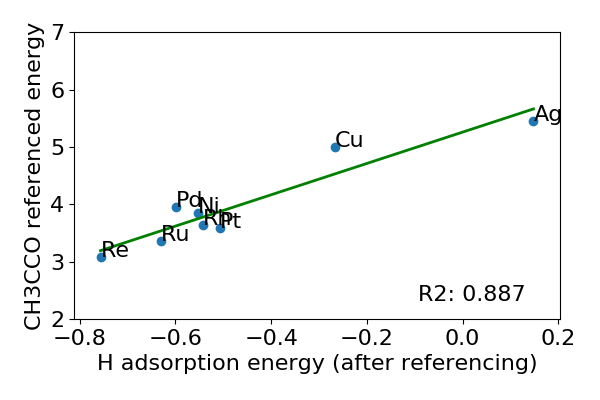 CH3CCO referenced energy
7
6
5
4
3
2
Ag
Cu
Pd
Ni
Rh
Pt
Ru
Re
R2: 0.887
−0.8 −0.6 −0.4 −0.2 0.0 0.2
H adsorption energy (after referencing)